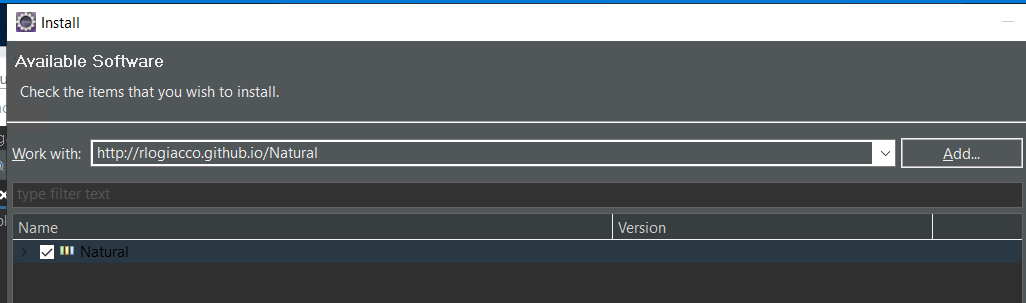 Install
Available Software
Check the items that you wish to install.
Work with: http://rlogiacco.github.io/Natural Add...
type filter text
Name Version
Natural